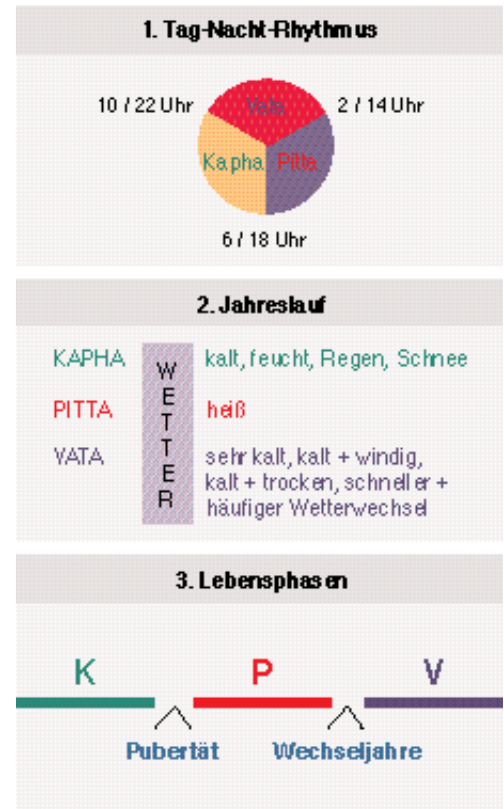 1. Tag-Nacht-Rhythmus
10 / 22 Uhr
Vata
2 / 14 Uhr
Kapha
Pitta
6 / 18 Uhr
2. Jahreslauf
KAPHA
WETTER
kalt, feucht, Regen, Schnee
PITTA
heiß
VATA
sehr kalt, kalt + windig,
kalt + trocken, schneller +
häufiger Wetterwechsel
3. Lebensphasen
K
P
V
Pubertät
Wechseljahre